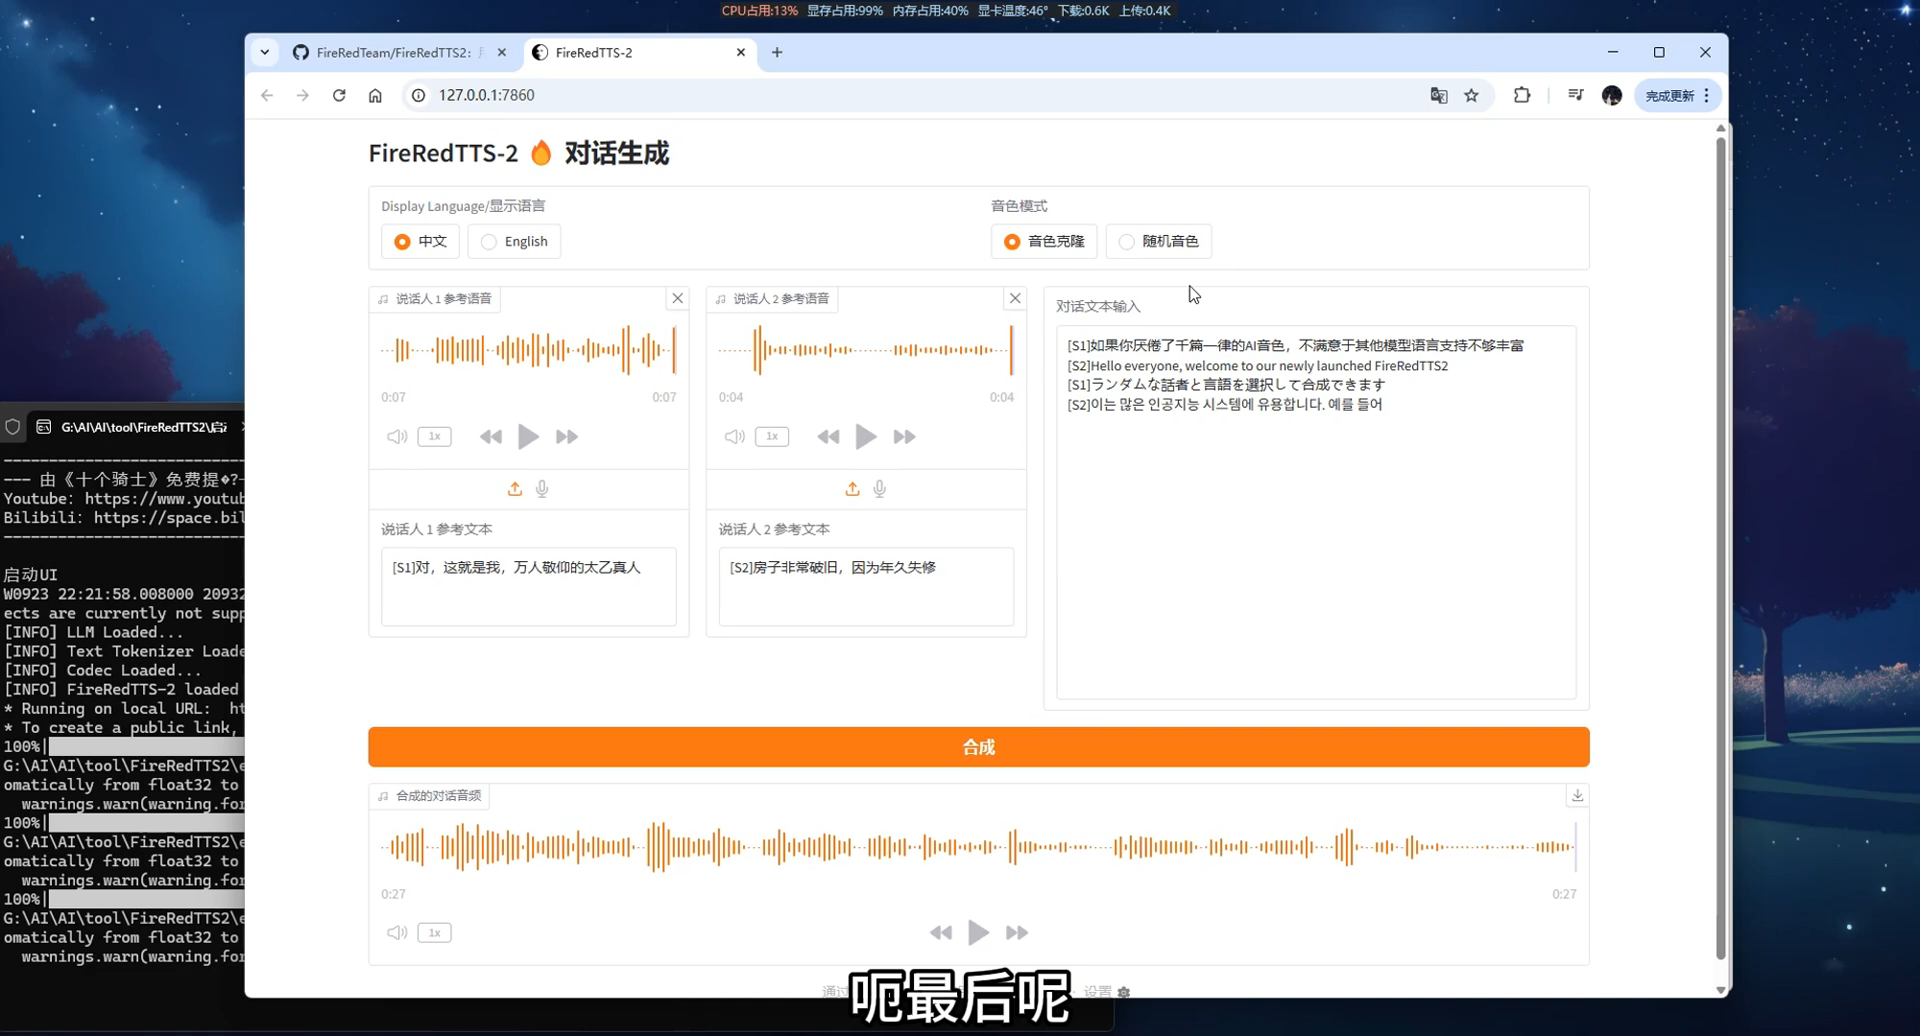 CPU占用:13% 显存占用:99% 内存占用:40% 显卡温度:46° 下载:0.6K 上传:0.4K
FireRedTeam/FireRedTTS2:
FireRedTTS-2
127.0.0.1:7860
完成更新
FireRedTTS-2 🔥 对话生成
Display Language/显示语言
中文
English
音色模式
音色克隆
随机音色
说话人 1 参考语音
0:07
0:07
1x
说话人 1 参考文本
[S1]对，这就是我，万人敬仰的太乙真人
说话人 2 参考语音
0:04
0:04
1x
说话人 2 参考文本
[S2]房子非常破旧，因为年久失修
对话文本输入
[S1]如果你厌倦了千篇一律的AI音色，不满意于其他模型语言支持不够丰富
[S2]Hello everyone, welcome to our newly launched FireRedTTS2
[S1]ランダムな話者と言語を選択して合成できます
[S2]이는 많은 인공지능 시스템에 유용합니다. 예를 들어
合成
合成的对话音频
0:27
0:27
1x
通过
设置
呃最后呢
G:\AI\AI\tool\FireRedTTS2\启
--- 由《十个骑士》免费提
Youtube: https://www.youtub
Bilibili: https://space.bil
启动UI
W0923 22:21:58.008000 20932
ects are currently not supp
[INFO] LLM Loaded...
[INFO] Text Tokenizer Loade
[INFO] Codec Loaded...
[INFO] FireRedTTS-2 loaded
* Running on local URL: ht
* To create a public link,
100%|
G:\AI\AI\tool\FireRedTTS2\e
omatically from float32 to
warnings.warn(warning.for
100%|
G:\AI\AI\tool\FireRedTTS2\e
omatically from float32 to
warnings.warn(warning.for
100%|
G:\AI\AI\tool\FireRedTTS2\e
omatically from float32 to
warnings.warn(warning.for